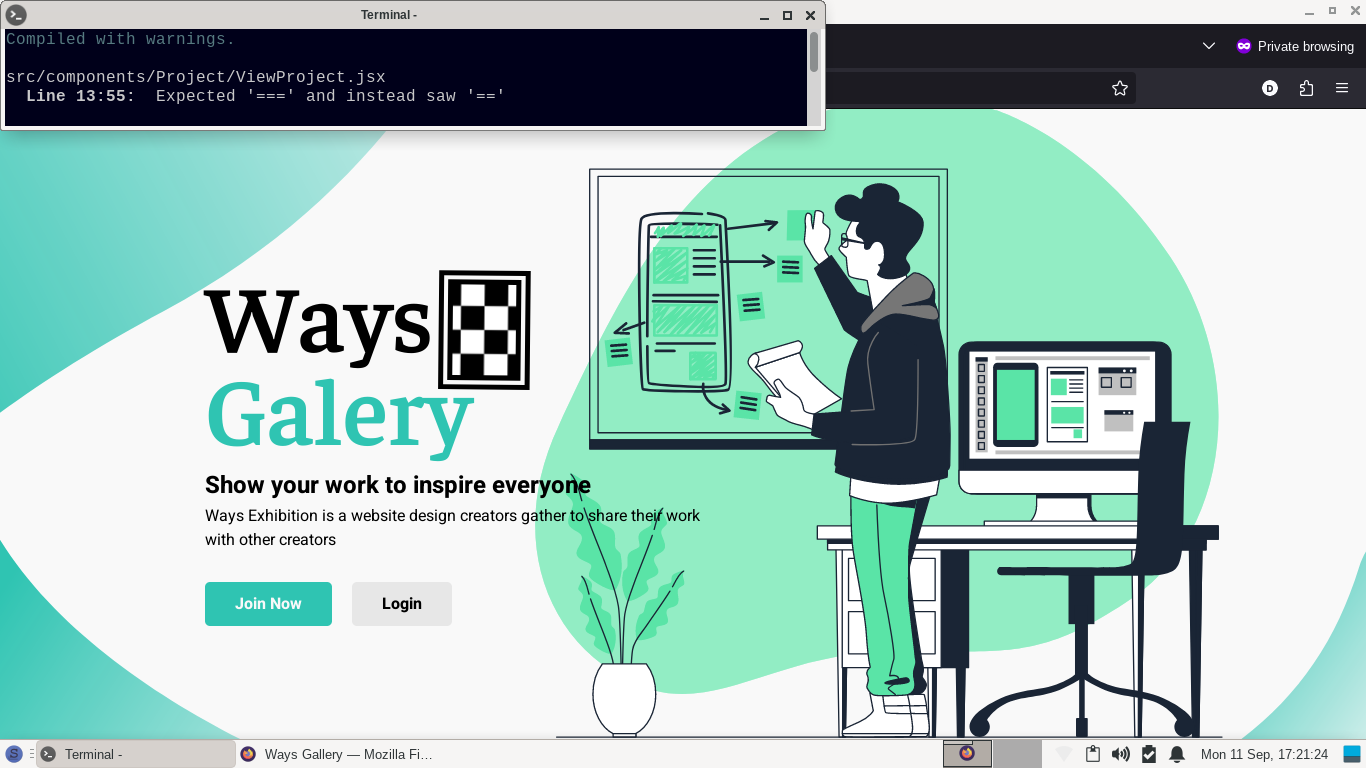 Terminal -
Compiled with warnings.
src/components/Project/ViewProject.jsx
Line 13:55: Expected '===' and instead saw '=='
Private browsing
D
Ways
Galery
Show your work to inspire everyone
Ways Exhibition is a website design creators gather to share their work
with other creators
Join Now
Login
S
Terminal -
Ways Gallery — Mozilla Fi...
Mon 11 Sep, 17:21:24